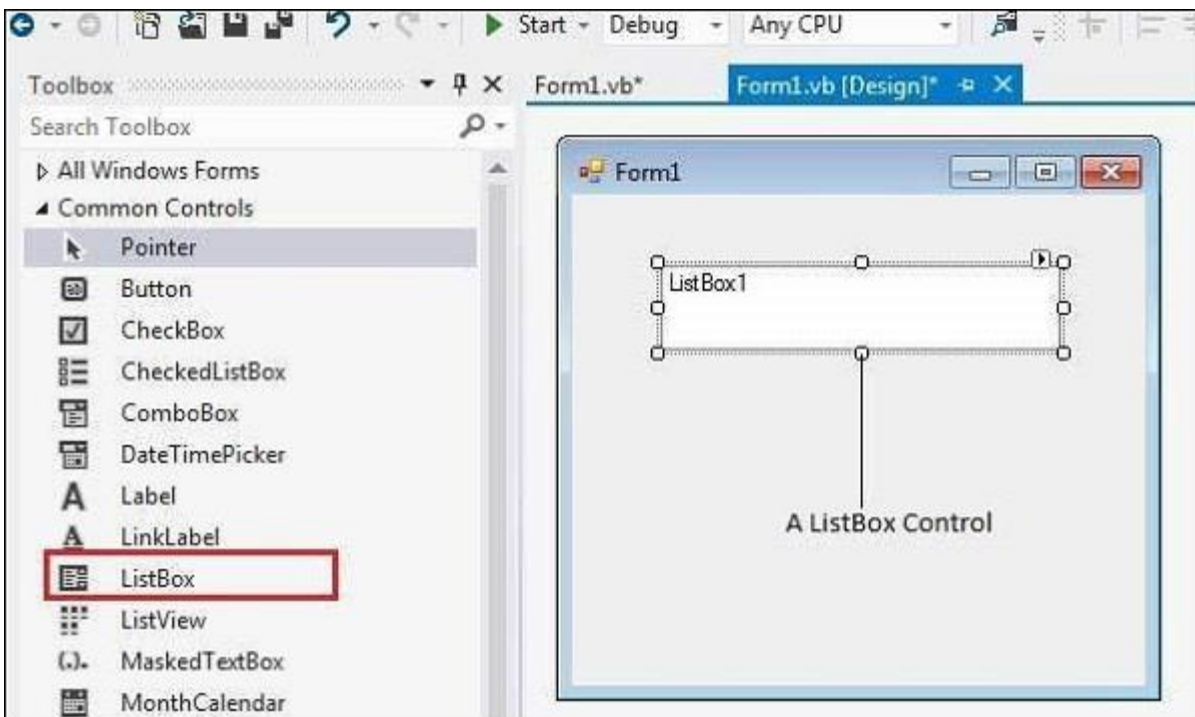 Start Debug Any CPU
Toolbox
Form1.vb*
Form1.vb [Design]*
Search Toolbox
All Windows Forms
Common Controls
Pointer
Button
CheckBox
CheckedListBox
ComboBox
DateTimePicker
A Label
A LinkLabel
ListBox
ListView
(.). MaskedTextBox
MonthCalendar
Form1
ListBox1
A ListBox Control